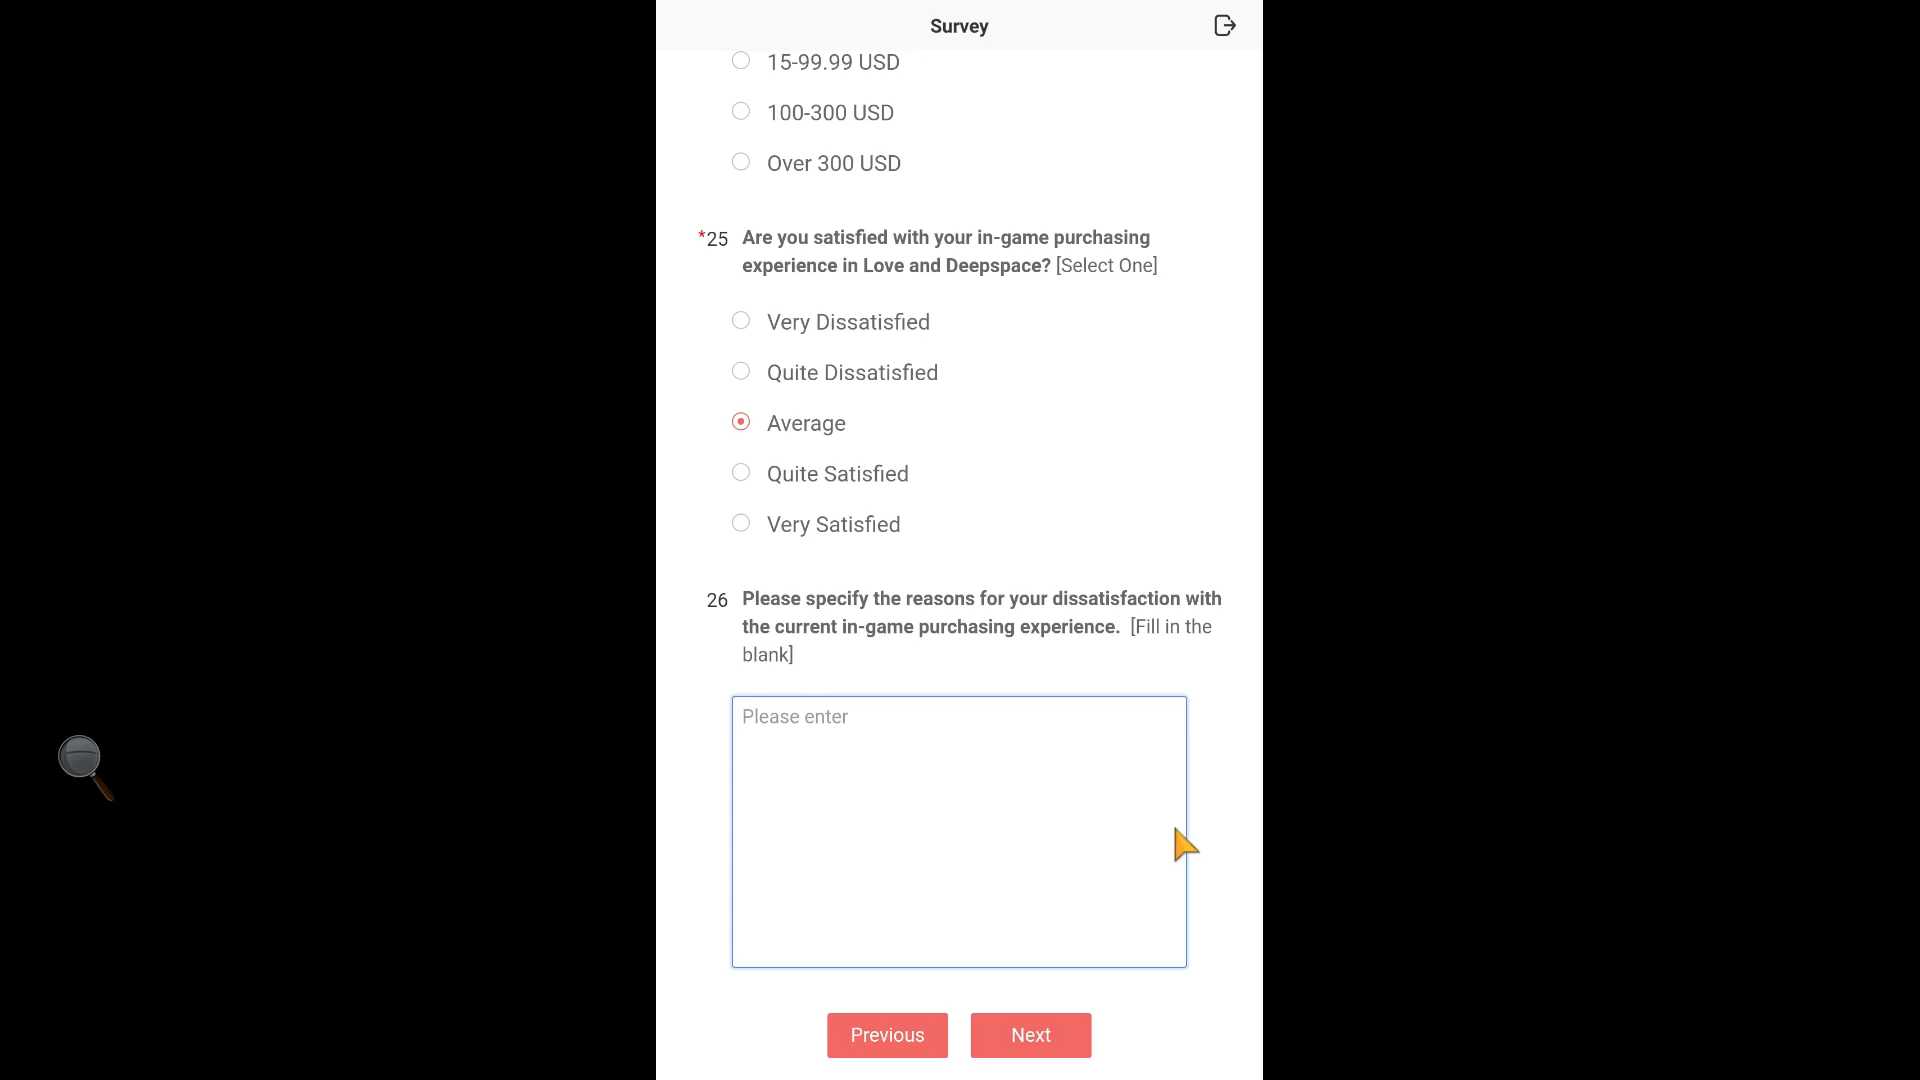 Survey
15-99.99 USD
100-300 USD
Over 300 USD
*25 Are you satisfied with your in-game purchasing
experience in Love and Deepspace? [Select One]
Very Dissatisfied
Quite Dissatisfied
Average
Quite Satisfied
Very Satisfied
26 Please specify the reasons for your dissatisfaction with
the current in-game purchasing experience. [Fill in the
blank]
Please enter
Previous Next